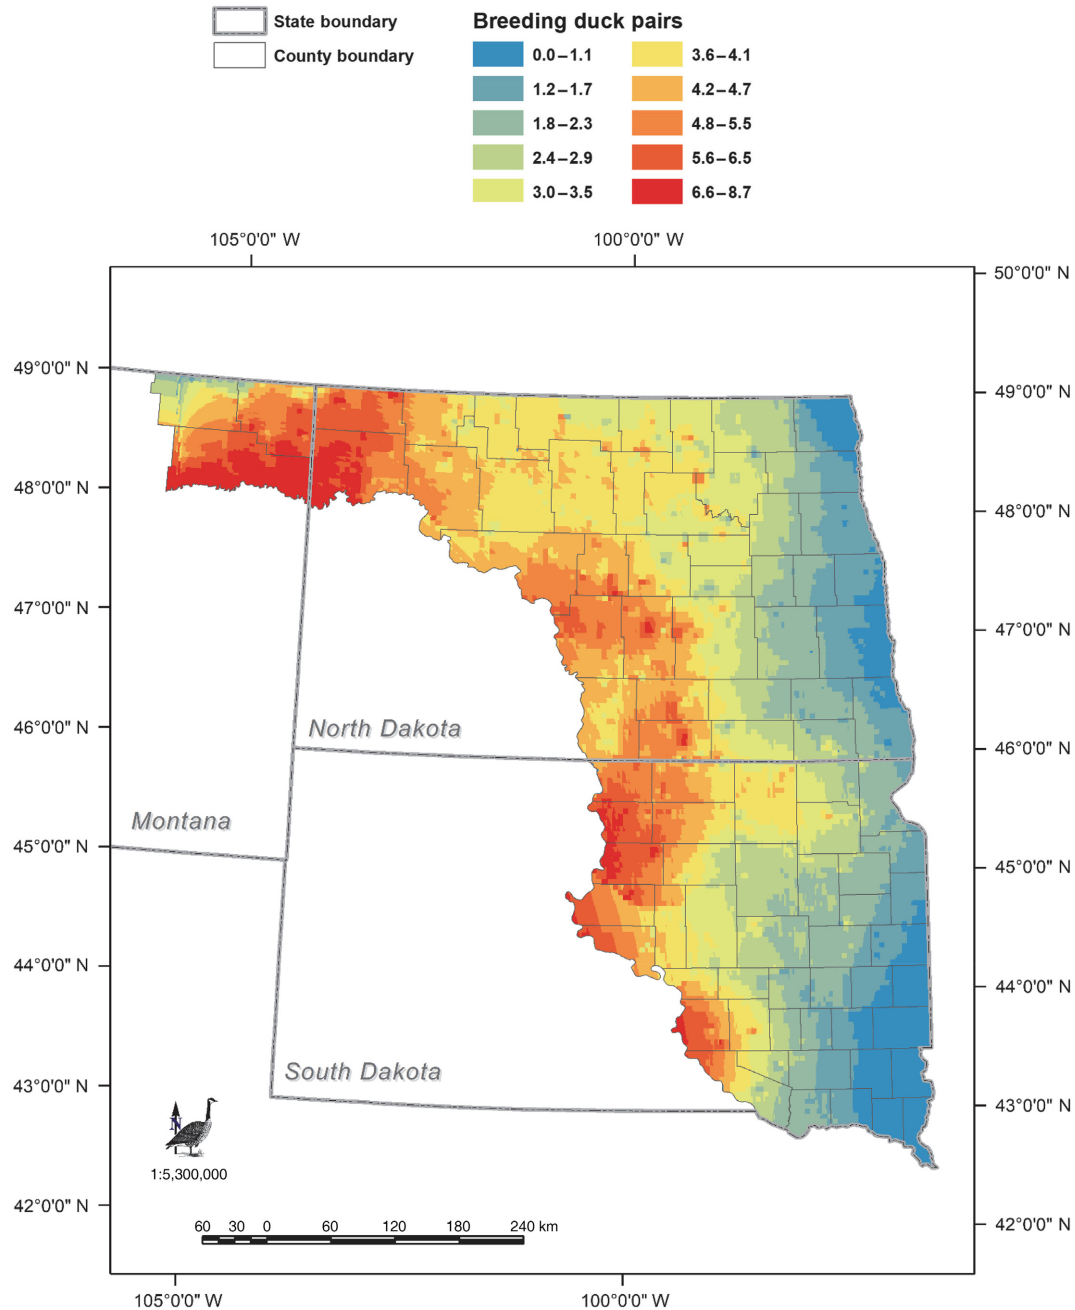 State boundary
County boundary
Breeding duck pairs
0.0–1.1
1.2–1.7
1.8–2.3
2.4–2.9
3.0–3.5
3.6–4.1
4.2–4.7
4.8–5.5
5.6–6.5
6.6–8.7
105°0'0" W 100°0'0" W
50°0'0" N
49°0'0" N 49°0'0" N
48°0'0" N 48°0'0" N
47°0'0" N 47°0'0" N
North Dakota
46°0'0" N 46°0'0" N
Montana
45°0'0" N 45°0'0" N
44°0'0" N 44°0'0" N
South Dakota
43°0'0" N 43°0'0" N
N
1:5,300,000
42°0'0" N 42°0'0" N
60 30 0 60 120 180 240 km
105°0'0" W 100°0'0" W